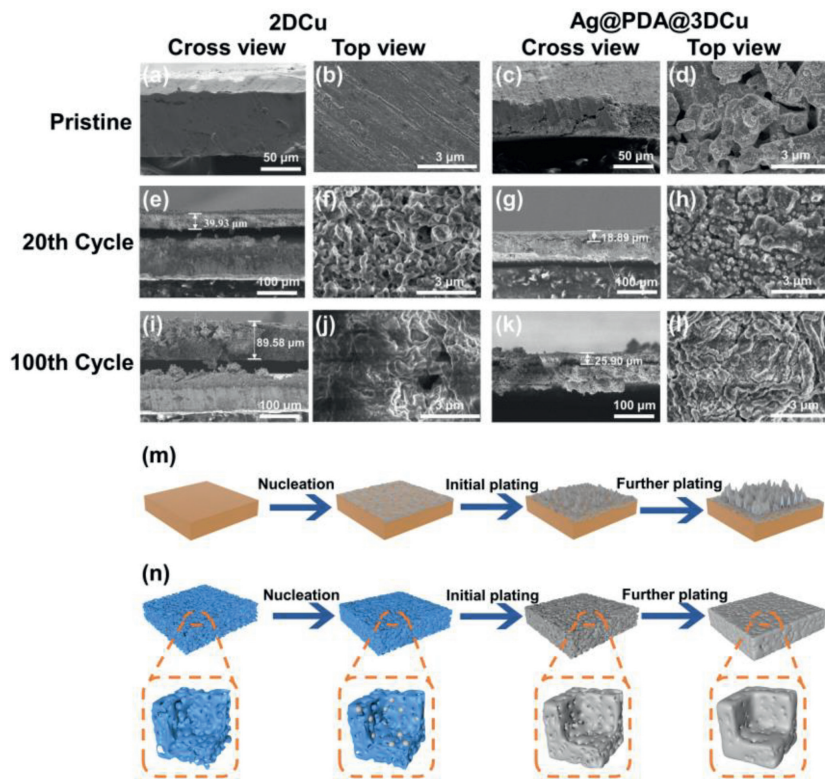 2DCu Ag@PDA@3DCu
Cross view Top view Cross view Top view
Pristine
(a) (b) (c) (d)
50 μm 3 μm 50 μm 3 μm
20th Cycle
(e) (f) (g) (h)
39.93 μm 18.89 μm
100 μm 3 μm 100 μm 3 μm
100th Cycle
(i) (j) (k) (l)
89.58 μm 25.90 μm
100 μm 3 μm 100 μm 3 μm
(m)
Nucleation Initial plating Further plating
(n)
Nucleation Initial plating Further plating